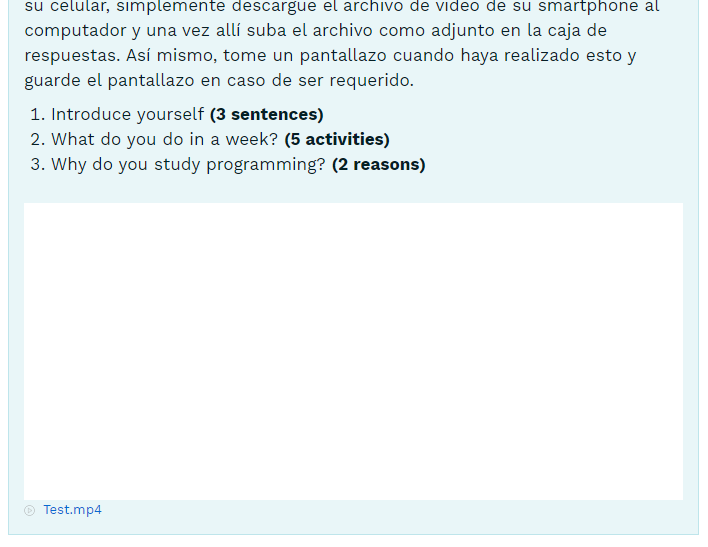 su celular, simplemente descargue el archivo de video de su smartphone al
computador y una vez allí suba el archivo como adjunto en la caja de
respuestas. Así mismo, tome un pantallazo cuando haya realizado esto y
guarde el pantallazo en caso de ser requerido.
1. Introduce yourself (3 sentences)
2. What do you do in a week? (5 activities)
3. Why do you study programming? (2 reasons)
Test.mp4